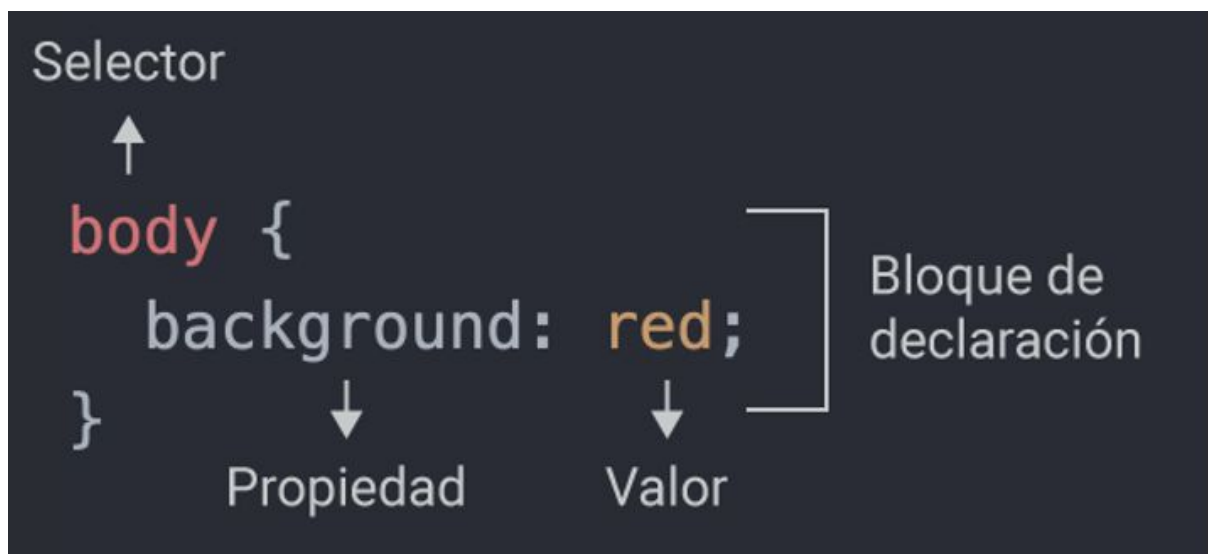 Selector
body {
background: red;
}
Bloque de
declaración
Propiedad
Valor